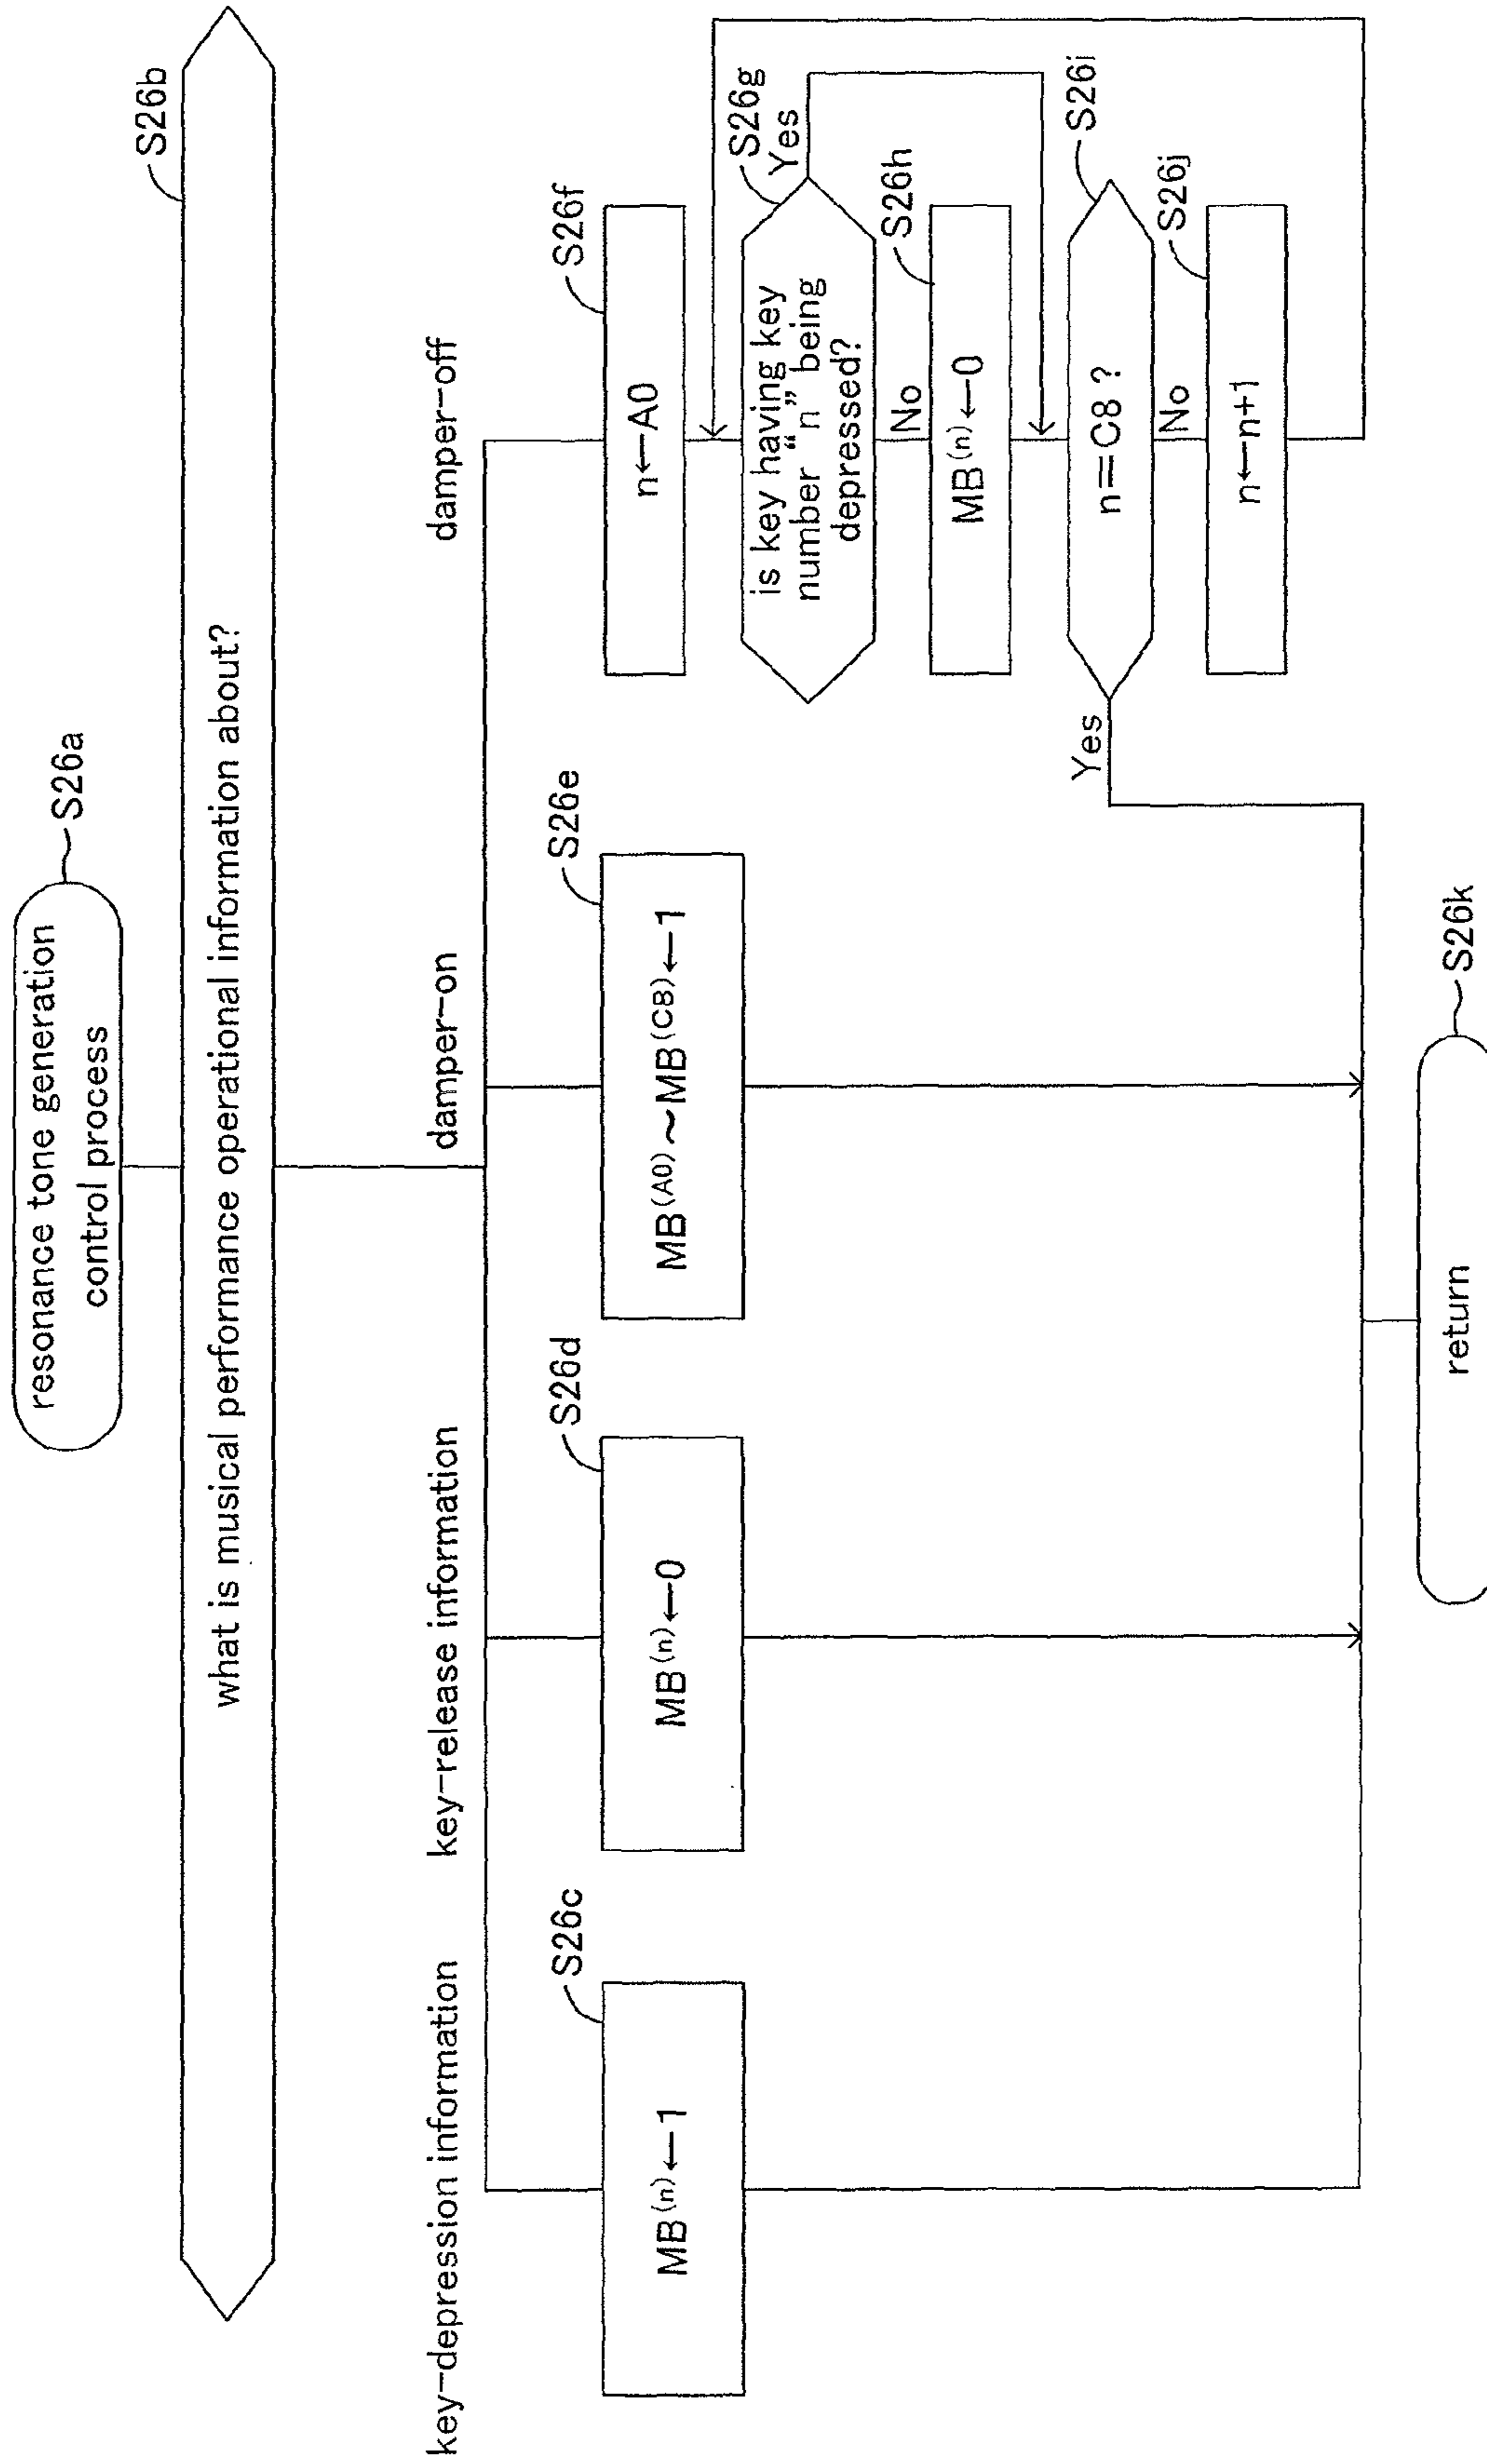 resonance tone generation
control process
S26a
S26b
what is musical performance operational information about?
key-depression information
key-release information
damper-on
damper-off
S26c
MB(n)←1
S26d
MB(n)←0
S26e
MB(A0)~MB(C8)←1
S26f
n←A0
S26g
is key having key
number “n” being
depressed?
Yes
No
S26h
MB(n)←0
S26i
n=C8 ?
Yes
No
S26j
n←n+1
return
S26k